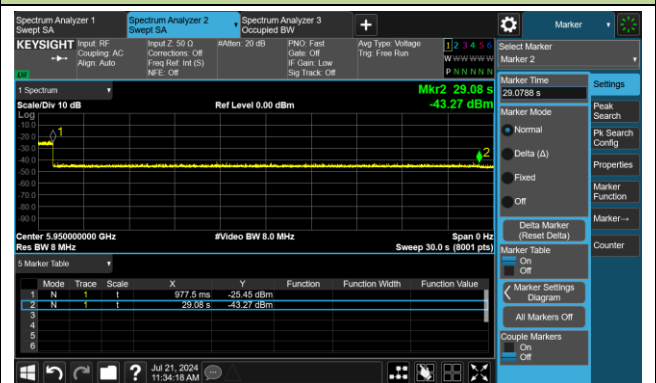 Spectrum Analyzer 1
Swept SA
Spectrum Analyzer 2
Swept SA
Spectrum Analyzer 3
Occupied BW
Marker
KEYSIGHT
Input: RF
Coupling: AC
Align: Auto
Input Z: 50 Ω
Corrections: Off
Freq Ref: Int (S)
NFE: Off
#Atten: 20 dB
PNO: Fast
Gate: Off
IF Gain: Low
Sig Track: Off
Avg Type: Voltage
Trig: Free Run
1 2 3 4 5 6
W W W W W W
P N N N N N
Select Marker
Marker 2
1 Spectrum
Mkr2 29.08 s
-43.27 dBm
Scale/Div 10 dB
Ref Level 0.00 dBm
Log
-10.0
-20.0
-30.0
-40.0
-50.0
-60.0
-70.0
-80.0
-90.0
1
2
Center 5.950000000 GHz
#Video BW 8.0 MHz
Span 0 Hz
Res BW 8 MHz
Sweep 30.0 s (8001 pts)
5 Marker Table
Mode Trace Scale X Y Function Function Width Function Value
1 N 1 t 977.5 ms -25.45 dBm
2 N 1 t 29.08 s -43.27 dBm
3
4
5
6
Marker Time
29.0788 s
Marker Mode
Normal
Delta (Δ)
Fixed
Off
Delta Marker
(Reset Delta)
Marker Table
On
Off
Marker Settings
Diagram
All Markers Off
Couple Markers
On
Off
Settings
Peak
Search
Pk Search
Config
Properties
Marker
Function
Marker→
Counter
?
Jul 21, 2024
11:34:18 AM